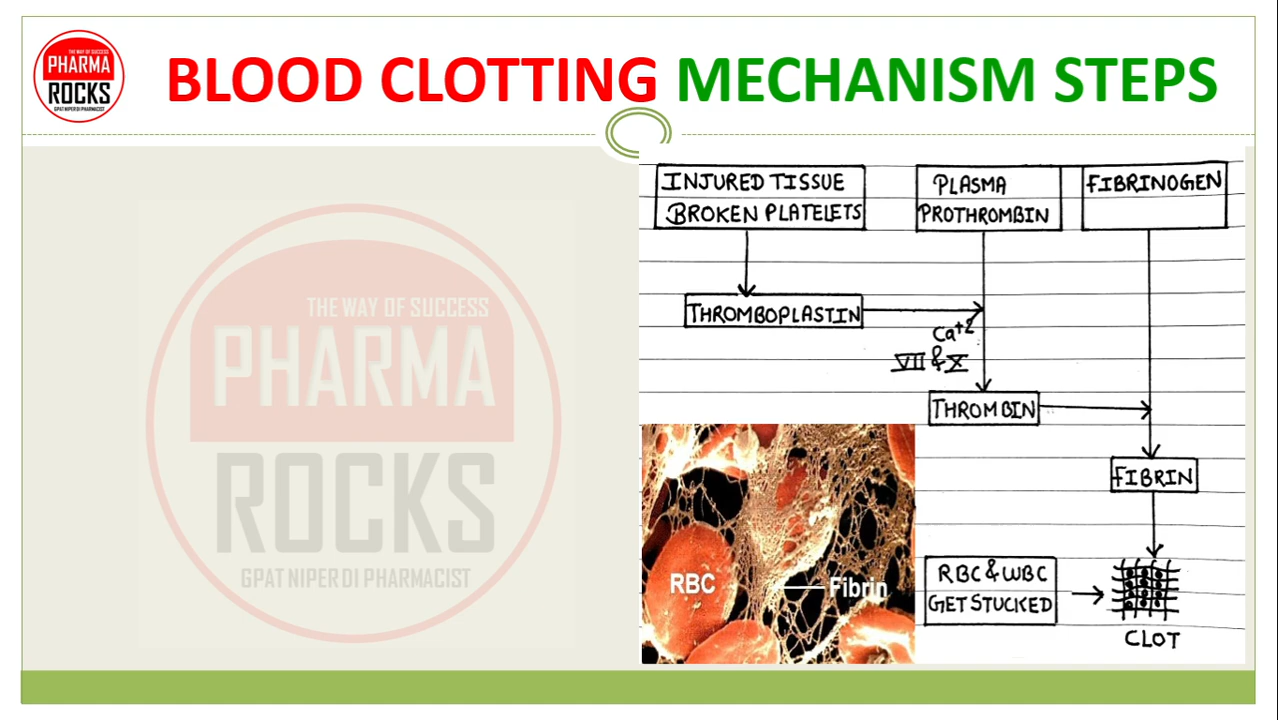 THE WAY OF SUCCESS
PHARMA
ROCKS
GPAT NIPER DI PHARMACIST
BLOOD CLOTTING MECHANISM STEPS
THE WAY OF SUCCESS
PHARMA
ROCKS
GPAT NIPER DI PHARMACIST
INJURED TISSUE
BROKEN PLATELETS
PLASMA
PROTHROMBIN
FIBRINOGEN
THROMBOPLASTIN
Ca+2
VII & X
THROMBIN
FIBRIN
RBC & WBC
GET STUCKED
CLOT
RBC
Fibrin